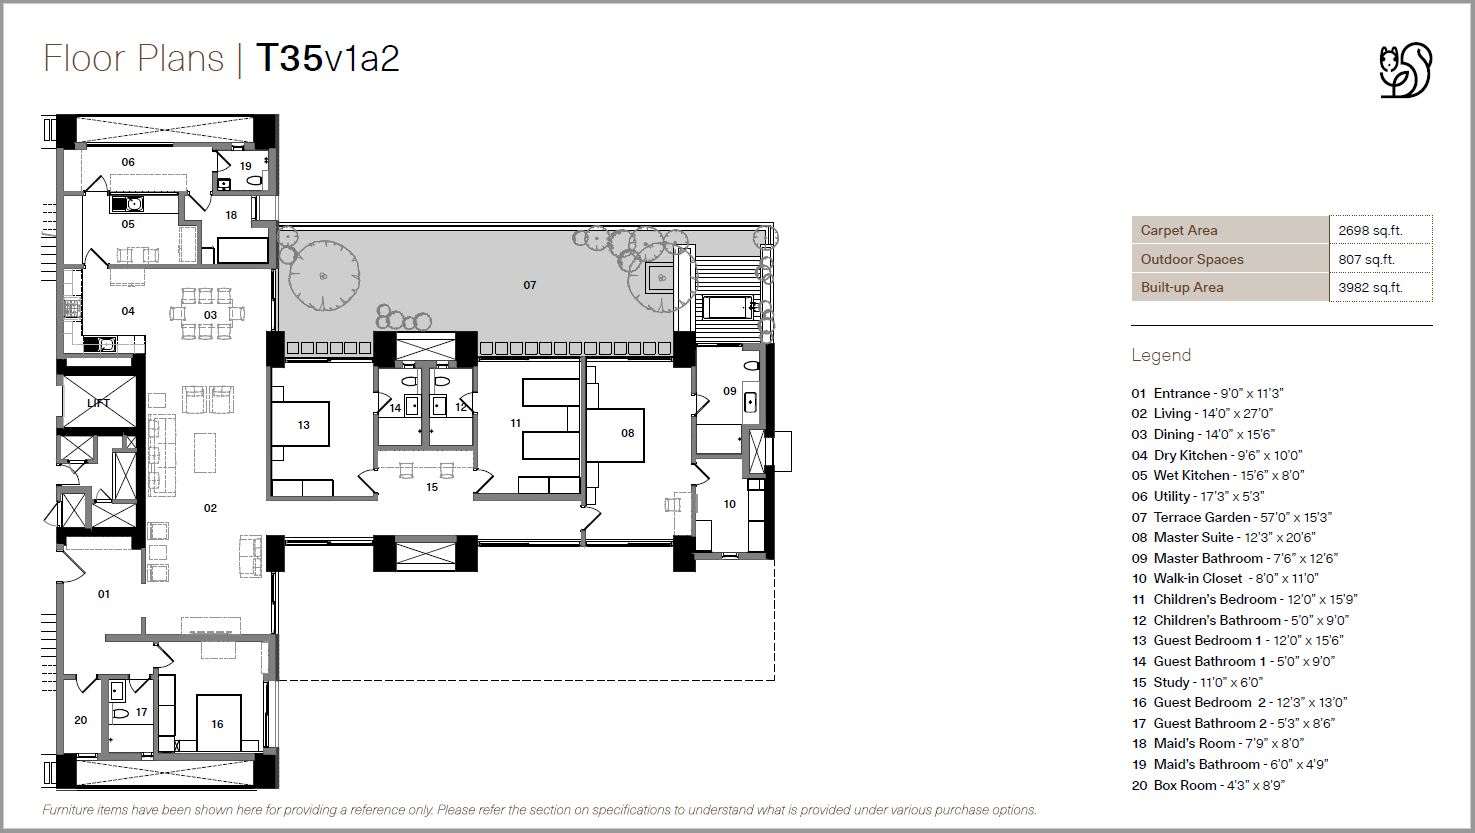 Floor Plans | T35v1a2
06
19
05
18
07
04
03
LIFT
14
12
13
11
08
09
15
02
10
01
20
17
16
Carpet Area 2698 sq.ft.
Outdoor Spaces 807 sq.ft.
Built-up Area 3982 sq.ft.
Legend
01 Entrance - 9'0” x 11'3”
02 Living - 14'0” x 27'0”
03 Dining - 14'0” x 15'6”
04 Dry Kitchen - 9'6” x 10'0”
05 Wet Kitchen - 15'6” x 8'0”
06 Utility - 17'3” x 5'3”
07 Terrace Garden - 57'0” x 15'3”
08 Master Suite - 12'3” x 20'6”
09 Master Bathroom - 7'6” x 12'6”
10 Walk-in Closet - 8'0” x 11'0”
11 Children's Bedroom - 12'0” x 15'9”
12 Children's Bathroom - 5'0” x 9'0”
13 Guest Bedroom 1 - 12'0” x 15'6”
14 Guest Bathroom 1 - 5'0” x 9'0”
15 Study - 11'0” x 6'0”
16 Guest Bedroom 2 - 12'3” x 13'0”
17 Guest Bathroom 2 - 5'3” x 8'6”
18 Maid's Room - 7'9” x 8'0”
19 Maid's Bathroom - 6'0” x 4'9”
20 Box Room - 4'3” x 8'9”
Furniture items have been shown here for providing a reference only. Please refer the section on specifications to understand what is provided under various purchase options.